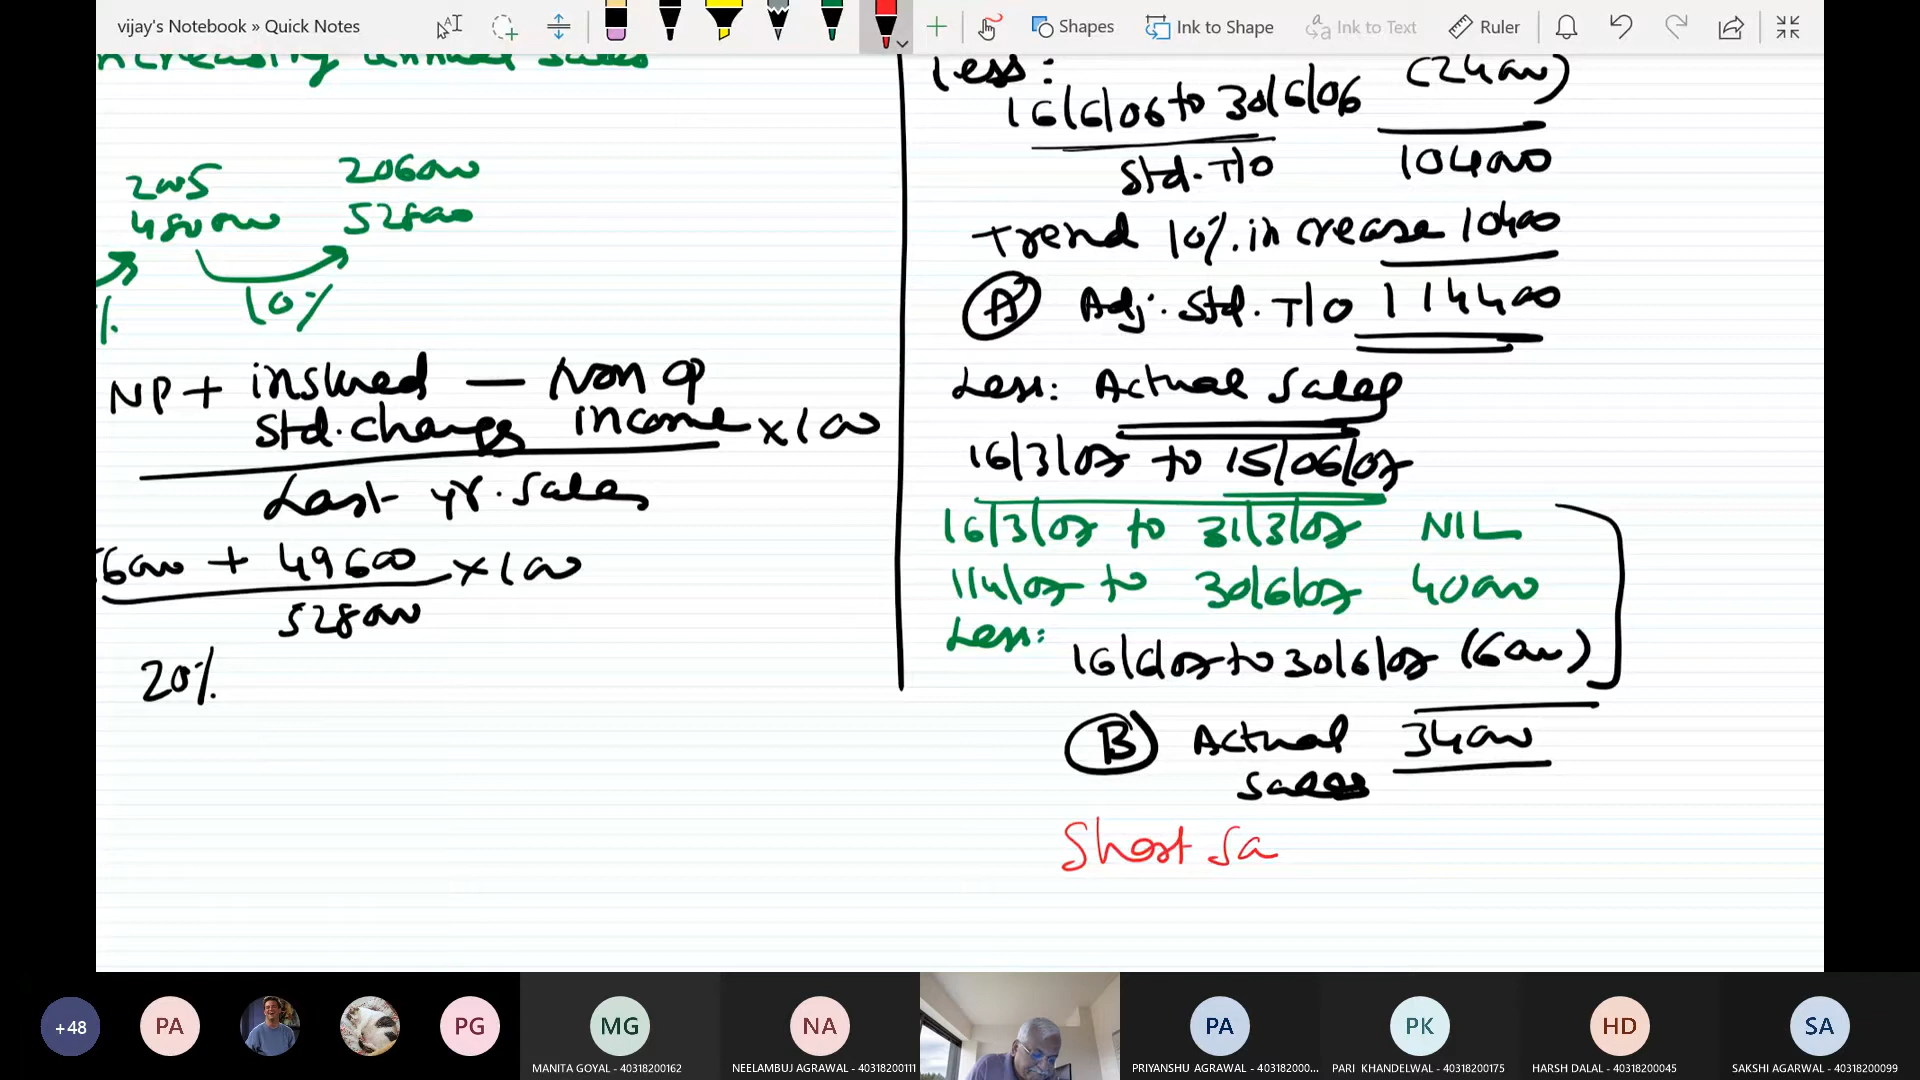 vijay's Notebook » Quick Notes
Shapes
Ink to Shape
Ink to Text
Ruler
increasing annual sales
2005
480000
206000
528000
%
10%
NP + insured — Non op
std. charges income × 100
Last yr. sales
6000 + 49600 × 100
528000
20%
Less:
16/6/06 to 30/6/06 (24000)
Std. T/O 104000
Trend 10% increase 10400
A Adj. Std. T/O 114400
Less: Actual Sales
16/3/07 to 15/06/07
16/3/07 to 31/3/07 NIL
1/4/07 to 30/6/07 40000
Less:
16/6/07 to 30/6/07 (6000)
B Actual 34000
sales
Short Sa
+48
PA
PG
MG
NA
PA
PK
HD
SA
MANITA GOYAL - 40318200162
NEELAMBUJ AGRAWAL - 40318200111
PRIYANSHU AGRAWAL - 40318200...
PARI KHANDELWAL - 40318200175
HARSH DALAL - 40318200045
SAKSHI AGARWAL - 40318200099